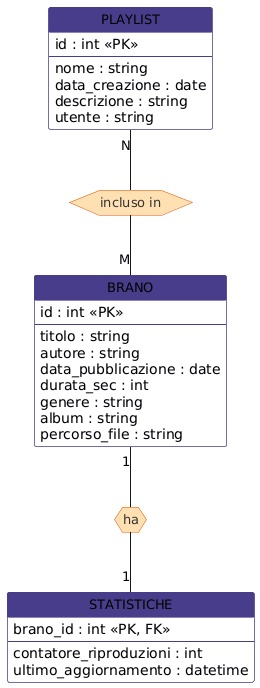 PLAYLIST
id : int «PK»
nome : string
data_creazione : date
descrizione : string
utente : string
N
incluso in
M
BRANO
id : int «PK»
titolo : string
autore : string
data_pubblicazione : date
durata_sec : int
genere : string
album : string
percorso_file : string
1
ha
1
STATISTICHE
brano_id : int «PK, FK»
contatore_riproduzioni : int
ultimo_aggiornamento : datetime